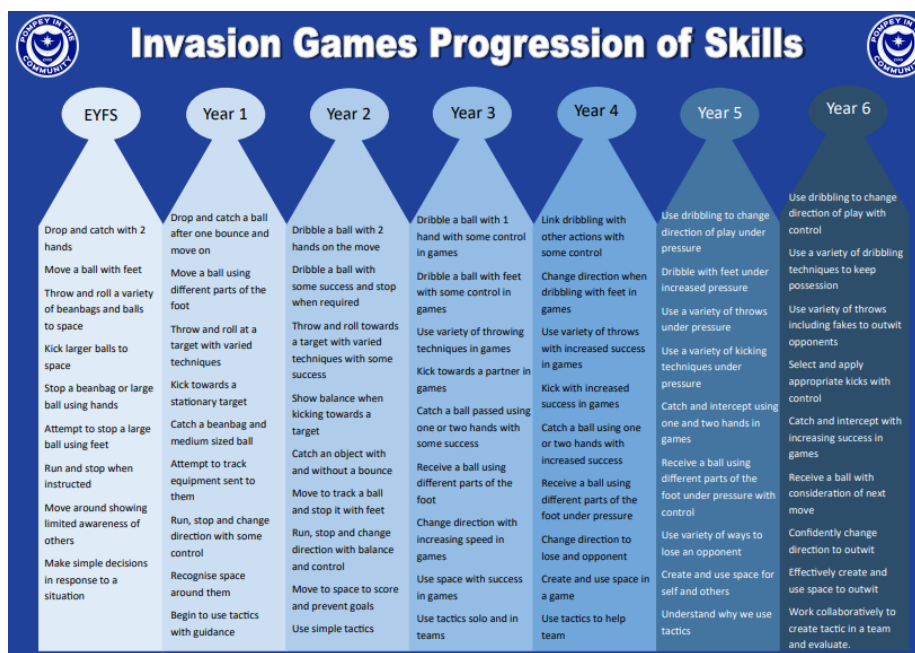 POMPEY IN THE
COMMUNITY
Invasion Games Progression of Skills
POMPEY IN THE
COMMUNITY
EYFS
Drop and catch with 2
hands
Move a ball with feet
Throw and roll a variety
of beanbags and balls
to space
Kick larger balls to
space
Stop a beanbag or large
ball using hands
Attempt to stop a large
ball using feet
Run and stop when
instructed
Move around showing
limited awareness of
others
Make simple decisions
in response to a
situation
Year 1
Drop and catch a ball
after one bounce and
move on
Move a ball using
different parts of the
foot
Throw and roll at a
target with varied
techniques
Kick towards a
stationary target
Catch a beanbag and
medium sized ball
Attempt to track
equipment sent to
them
Run, stop and change
direction with some
control
Recognise space
around them
Begin to use tactics
with guidance
Year 2
Dribble a ball with 2
hands on the move
Dribble a ball with
some success and stop
when required
Throw and roll towards
a target with varied
techniques with some
success
Show balance when
kicking towards a
target
Catch an object with
and without a bounce
Move to track a ball
and stop it with feet
Run, stop and change
direction with balance
and control
Move to space to score
and prevent goals
Use simple tactics
Year 3
Dribble a ball with 1
hand with some control
in games
Dribble a ball with feet
with some control in
games
Use variety of throwing
techniques in games
Kick towards a partner in
games
Catch a ball passed using
one or two hands with
some success
Receive a ball using
different parts of the
foot
Change direction with
increasing speed in
games
Use space with success
in games
Use tactics solo and in
teams
Year 4
Link dribbling with
other actions with
some control
Change direction when
dribbling with feet in
games
Use variety of throws
with increased success
in games
Kick with increased
success in games
Catch a ball using one
or two hands with
increased success
Receive a ball using
different parts of the
foot under pressure
Change direction to
lose and opponent
Create and use space in
a game
Use tactics to help
team
Year 5
Use dribbling to change
direction of play under
pressure
Dribble with feet under
increased pressure
Use a variety of throws
under pressure
Use a variety of kicking
techniques under
pressure
Catch and intercept using
one and two hands in
games
Receive a ball using
different parts of the
foot under pressure with
control
Use variety of ways to
lose an opponent
Create and use space for
self and others
Understand why we use
tactics
Year 6
Use dribbling to change
direction of play with
control
Use a variety of dribbling
techniques to keep
possession
Use variety of throws
including fakes to outwit
opponents
Select and apply
appropriate kicks with
control
Catch and intercept with
increasing success in
games
Receive a ball with
consideration of next
move
Confidently change
direction to outwit
Effectively create and
use space to outwit
Work collaboratively to
create tactic in a team
and evaluate.